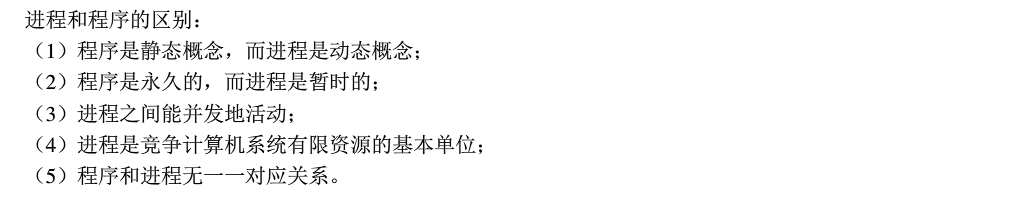 进程和程序的区别：
（1）程序是静态概念，而进程是动态概念；
（2）程序是永久的，而进程是暂时的；
（3）进程之间能并发地活动；
（4）进程是竞争计算机系统有限资源的基本单位；
（5）程序和进程无一一对应关系。